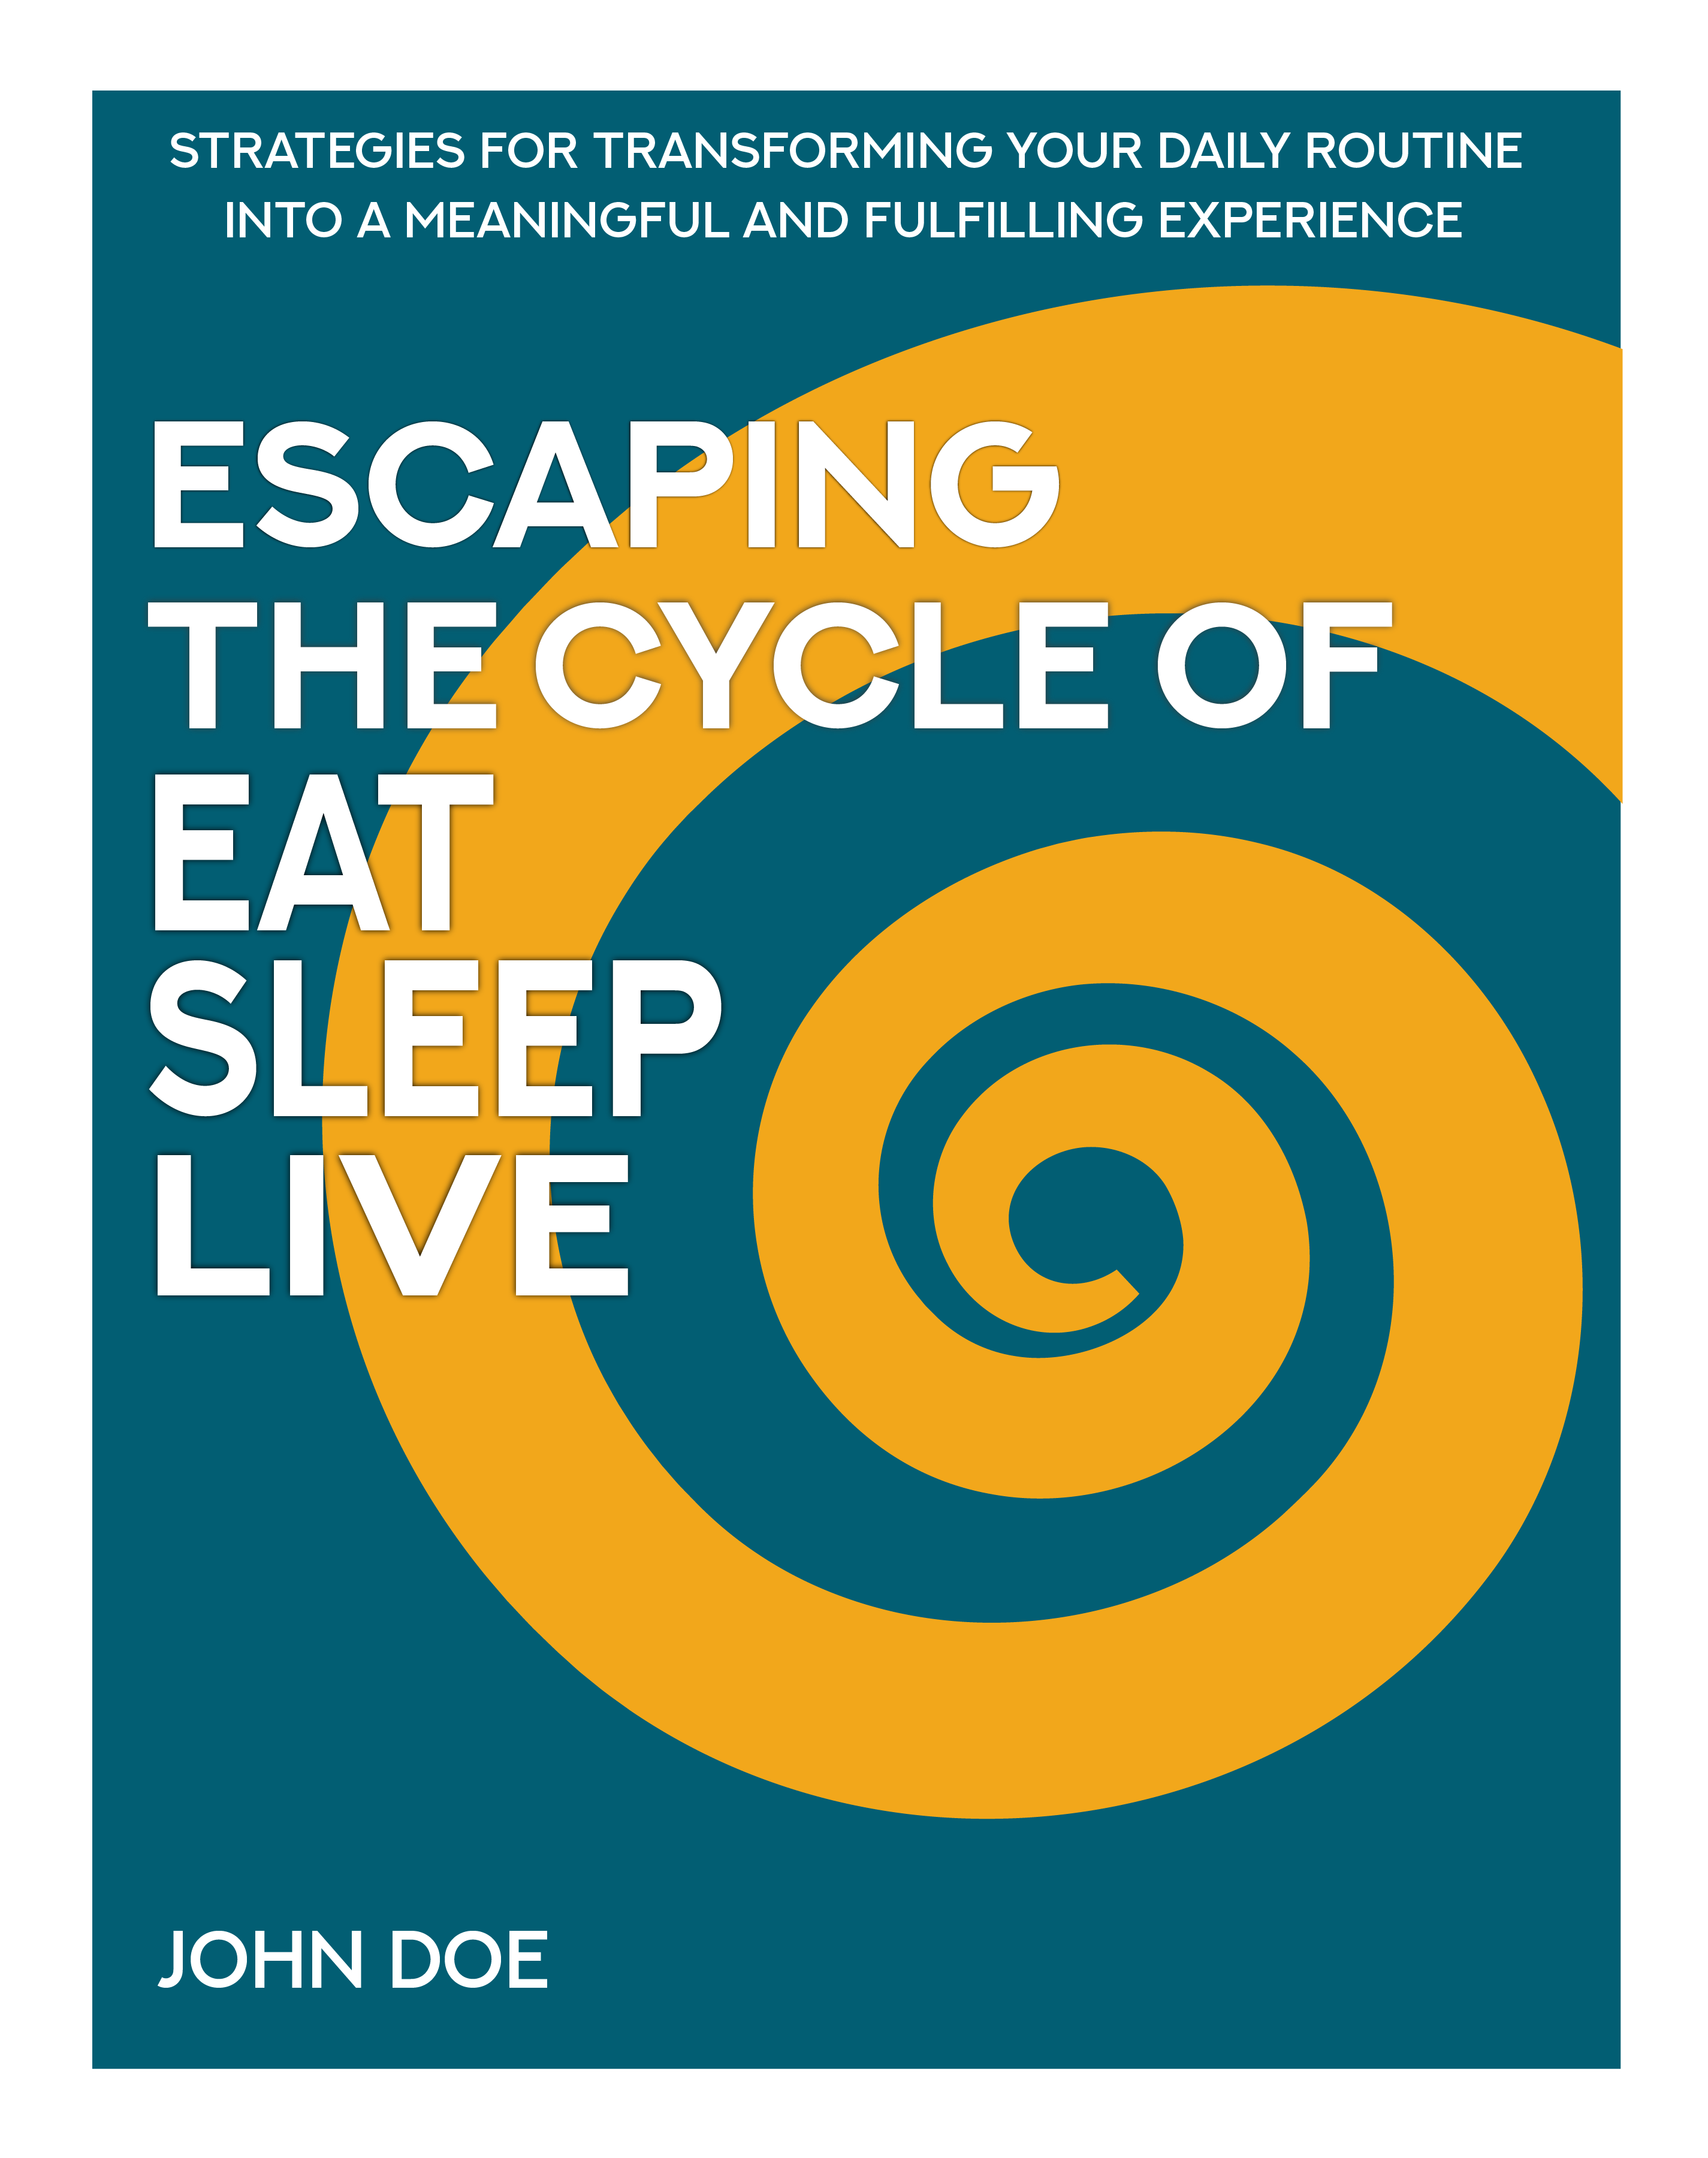 STRATEGIES FOR TRANSFORMING YOUR DAILY ROUTINE
INTO A MEANINGFUL AND FULFILLING EXPERIENCE
ESCAPING
THE CYCLE OF
EAT
SLEEP
LIVE
JOHN DOE